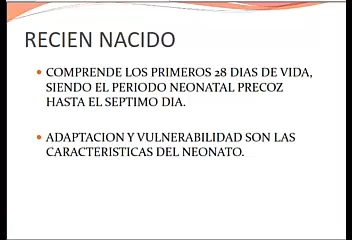 RECIEN NACIDO
• COMPRENDE LOS PRIMEROS 28 DIAS DE VIDA,
SIENDO EL PERIODO NEONATAL PRECOZ
HASTA EL SEPTIMO DIA.
• ADAPTACION Y VULNERABILIDAD SON LAS
CARACTERISTICAS DEL NEONATO.